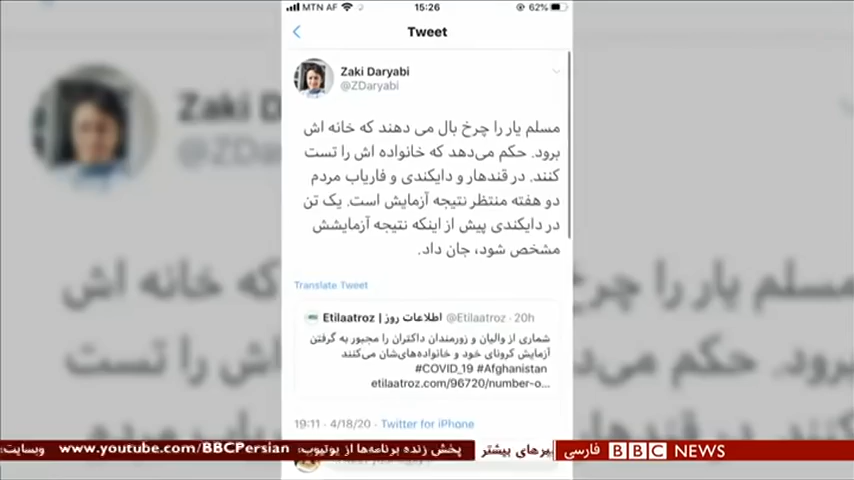 MTN AF
15:26
62%
Tweet
Zaki Daryabi
@ZDaryabi
مسلم یار را چرخ بال می دهند که خانه اش
برود. حکم می‌دهد که خانواده اش را تست
کنند. در قندهار و دایکندی و فاریاب مردم
دو هفته منتظر نتیجه آزمایش است. یک تن
در دایکندی پیش از اینکه نتیجه آزمایشش
مشخص شود، جان داد.
Translate Tweet
Etilaatroz | اطلاعات روز @Etilaatroz · 20h
شماری از والیان و زورمندان داکتران را مجبور به گرفتن
آزمایش کرونای خود و خانواده‌های‌شان می‌کنند
#COVID_19 #Afghanistan
etilaatroz.com/96720/number-o...
19:11 · 4/18/20 · Twitter for iPhone
BBC NEWS فارسی
برهای بیشتر
پخش زنده برنامه‌ها از یوتیوب: www.youtube.com/BBCPersian
وبسایت: